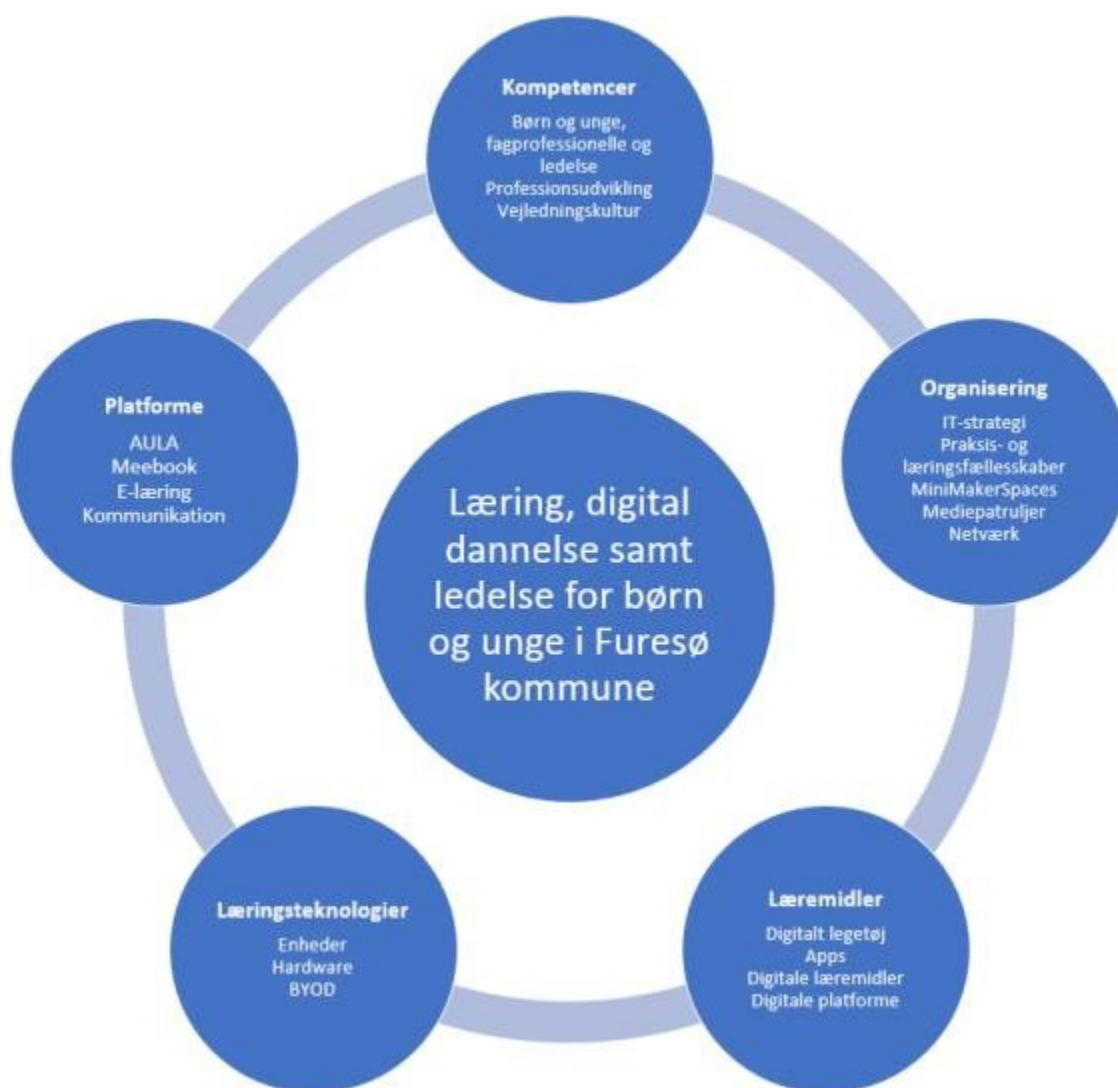 Kompetencer
Børn og unge,
fagprofessionelle og
ledelse
Professionsudvikling
Vejledningskultur
Platforme
AULA
Meebook
E-læring
Kommunikation
Organisering
IT-strategi
Praksis- og
læringsfællesskaber
MiniMakerSpaces
Mediepatruljer
Netværk
Læring, digital
dannelse samt
ledelse for børn
og unge i Furesø
kommune
Læringsteknologier
Enheder
Hardware
BYOD
Læremidler
Digitalt legetøj
Apps
Digitale læremidler
Digitale platforme